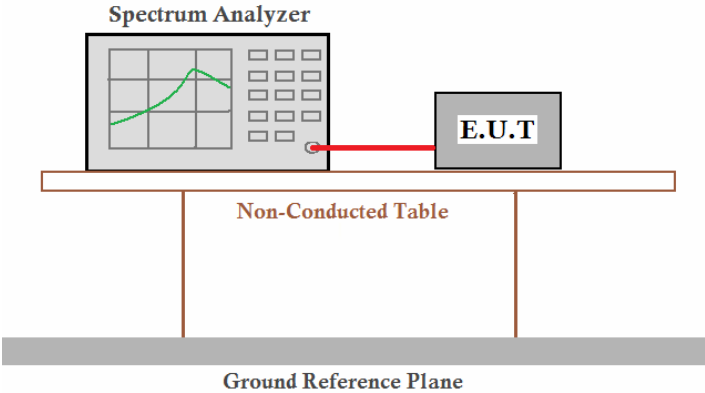 Spectrum Analyzer
E.U.T
Non-Conducted Table
Ground Reference Plane